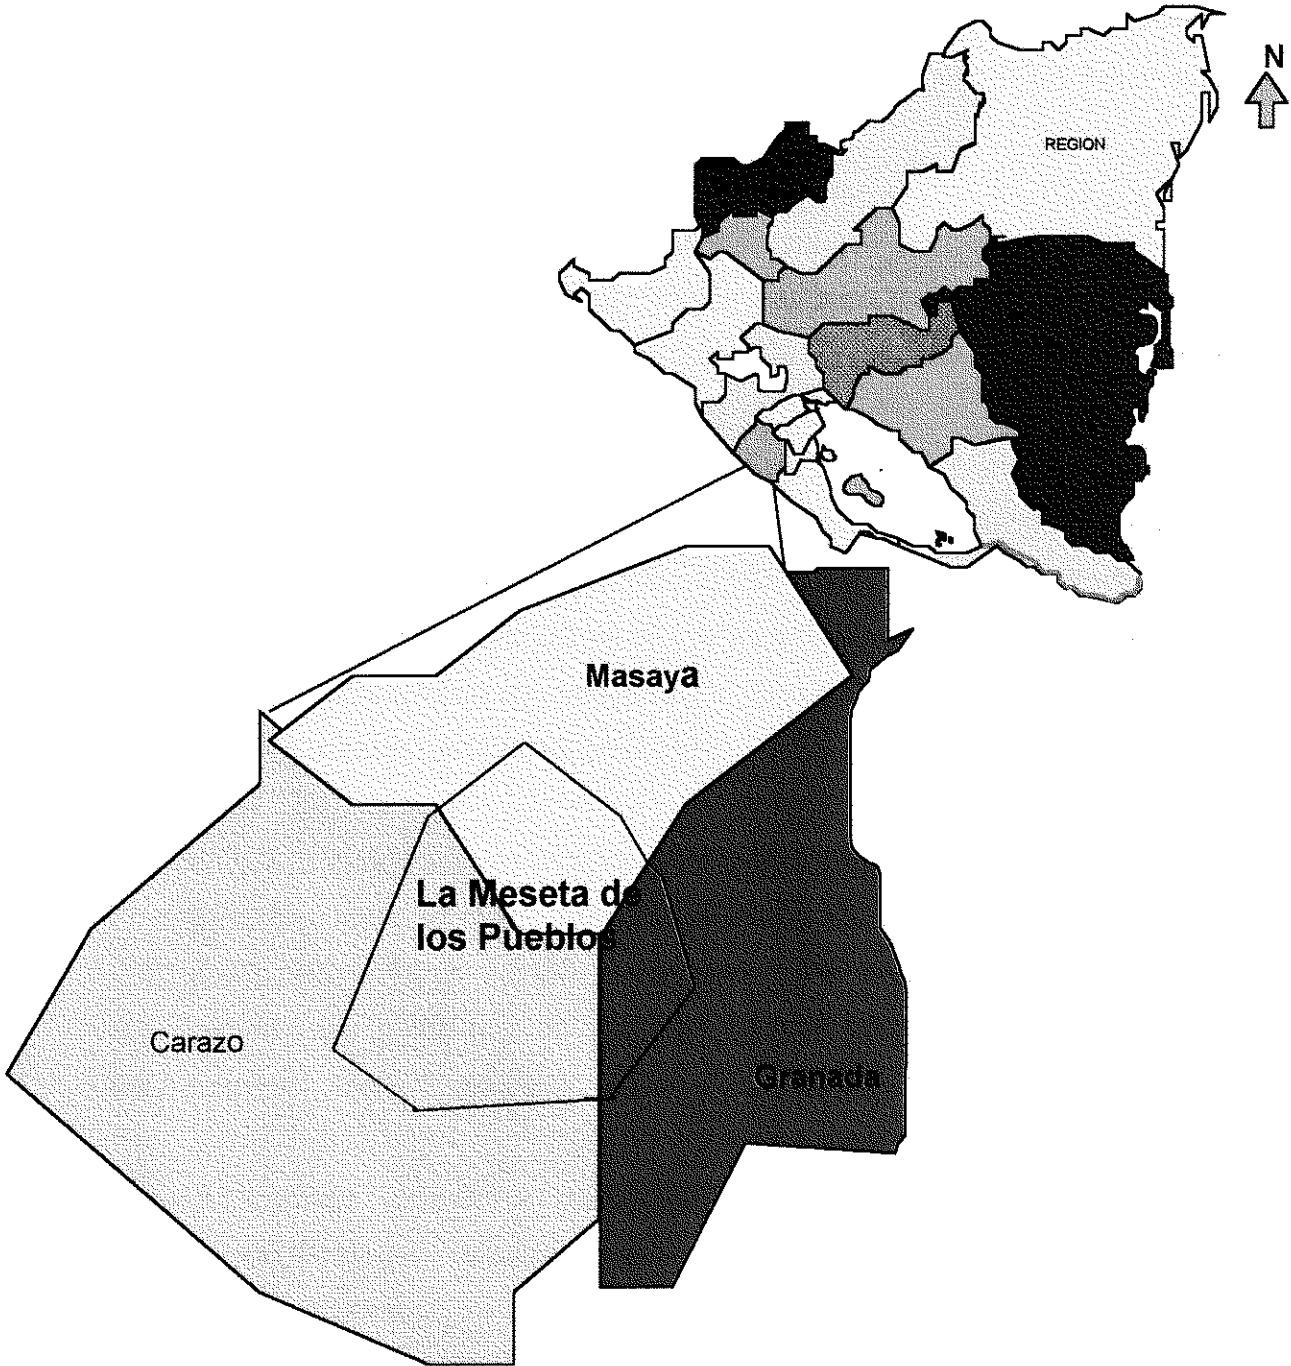 N
REGION
Masaya
La Meseta de
los Pueblos
Carazo
Granada